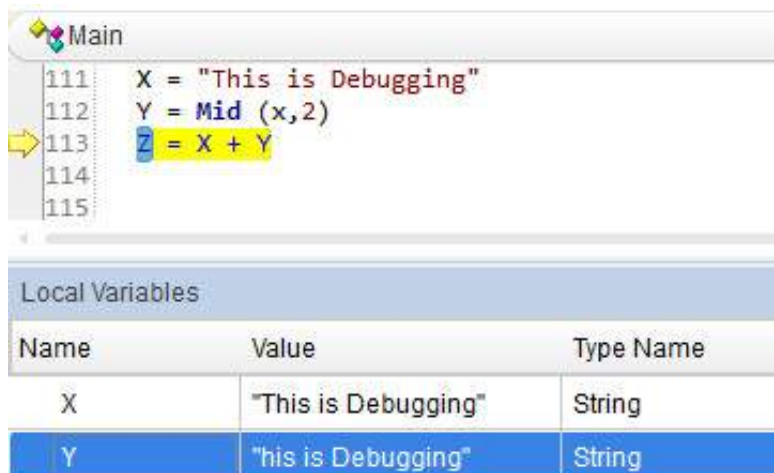 Main
111 X = "This is Debugging"
112 Y = Mid (x,2)
113 Z = X + Y
114
115
Local Variables
Name Value Type Name
X "This is Debugging" String
Y "his is Debugging" String